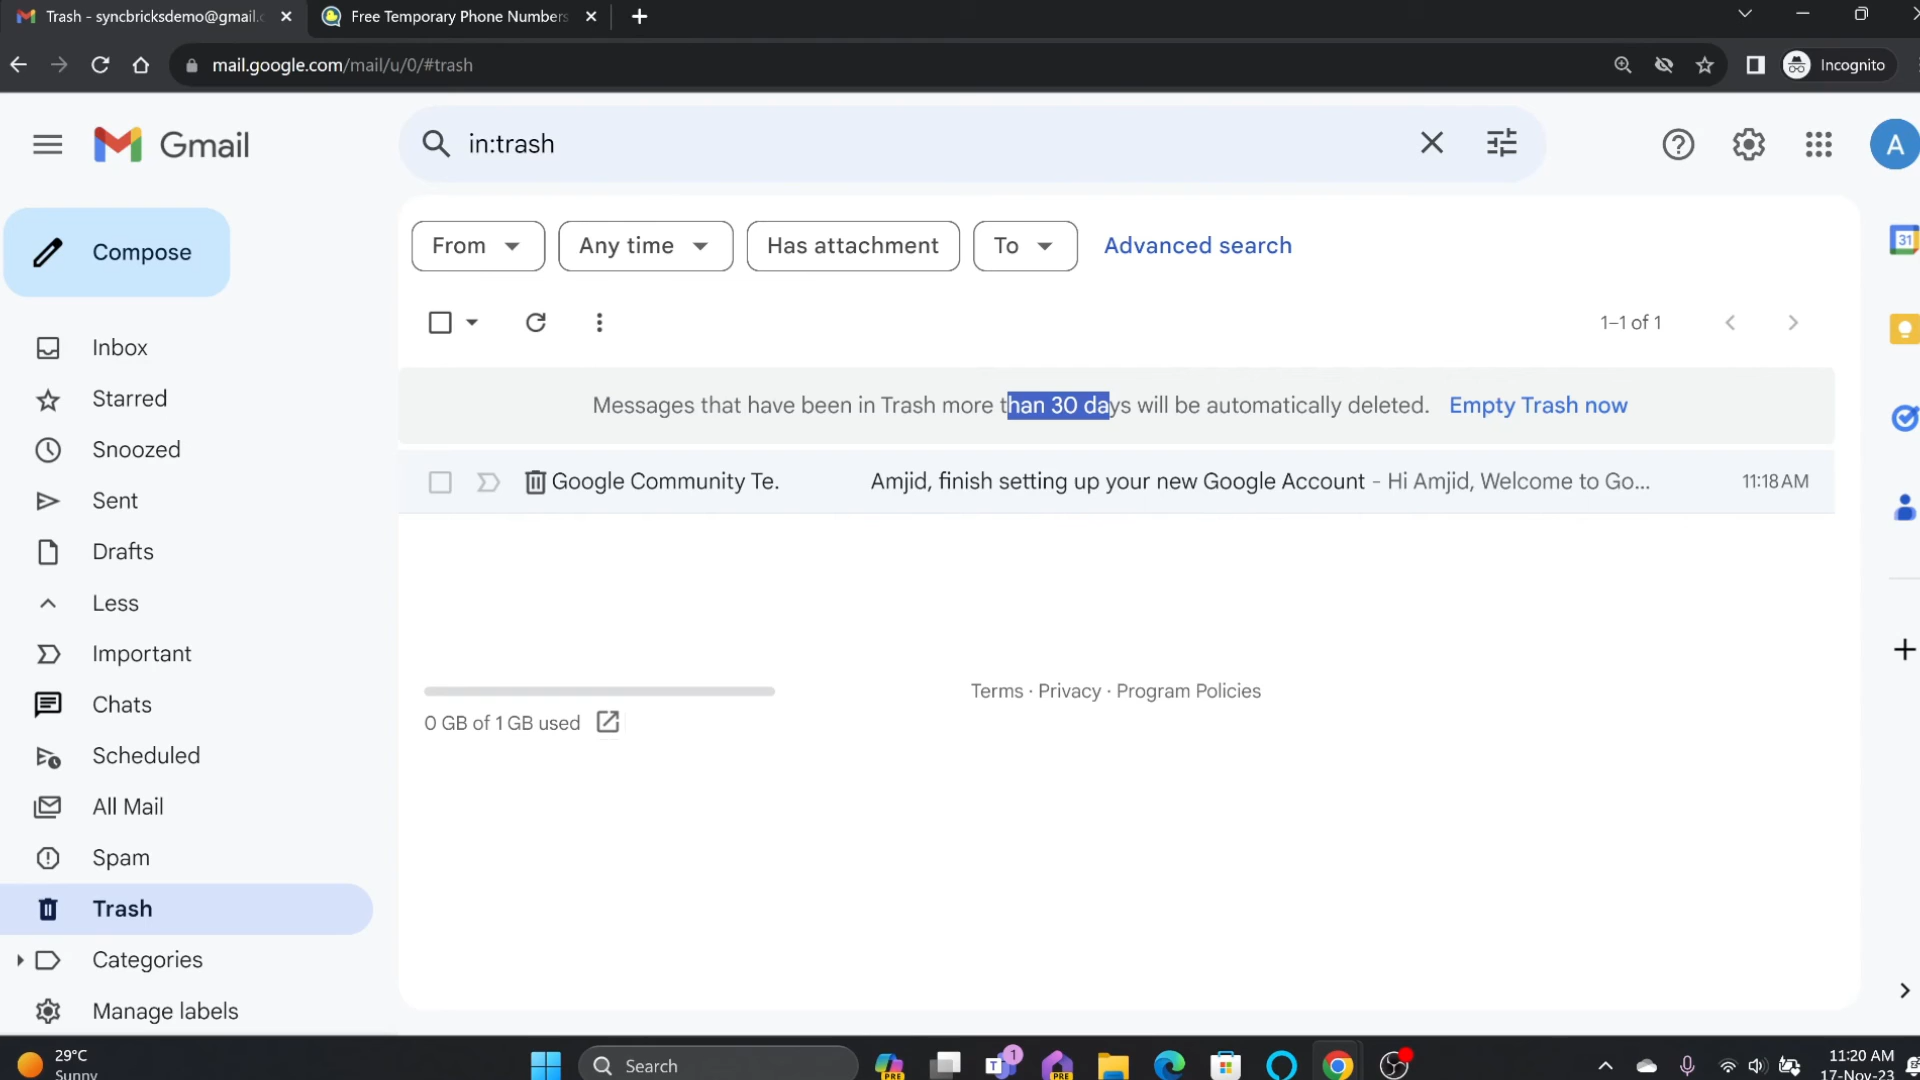 Trash - syncbricksdemo@gmail.c
Free Temporary Phone Numbers
mail.google.com/mail/u/0/#trash
Incognito
Gmail
in:trash
A
Compose
From
Any time
Has attachment
To
Advanced search
1–1 of 1
Messages that have been in Trash more than 30 days will be automatically deleted. Empty Trash now
Google Community Te. Amjid, finish setting up your new Google Account - Hi Amjid, Welcome to Go... 11:18 AM
Inbox
Starred
Snoozed
Sent
Drafts
Less
Important
Chats
Scheduled
All Mail
Spam
Trash
Categories
Manage labels
0 GB of 1 GB used
Terms · Privacy · Program Policies
31
29°C
Sunny
Search
PRE
1
PRE
11:20 AM
17-Nov-23